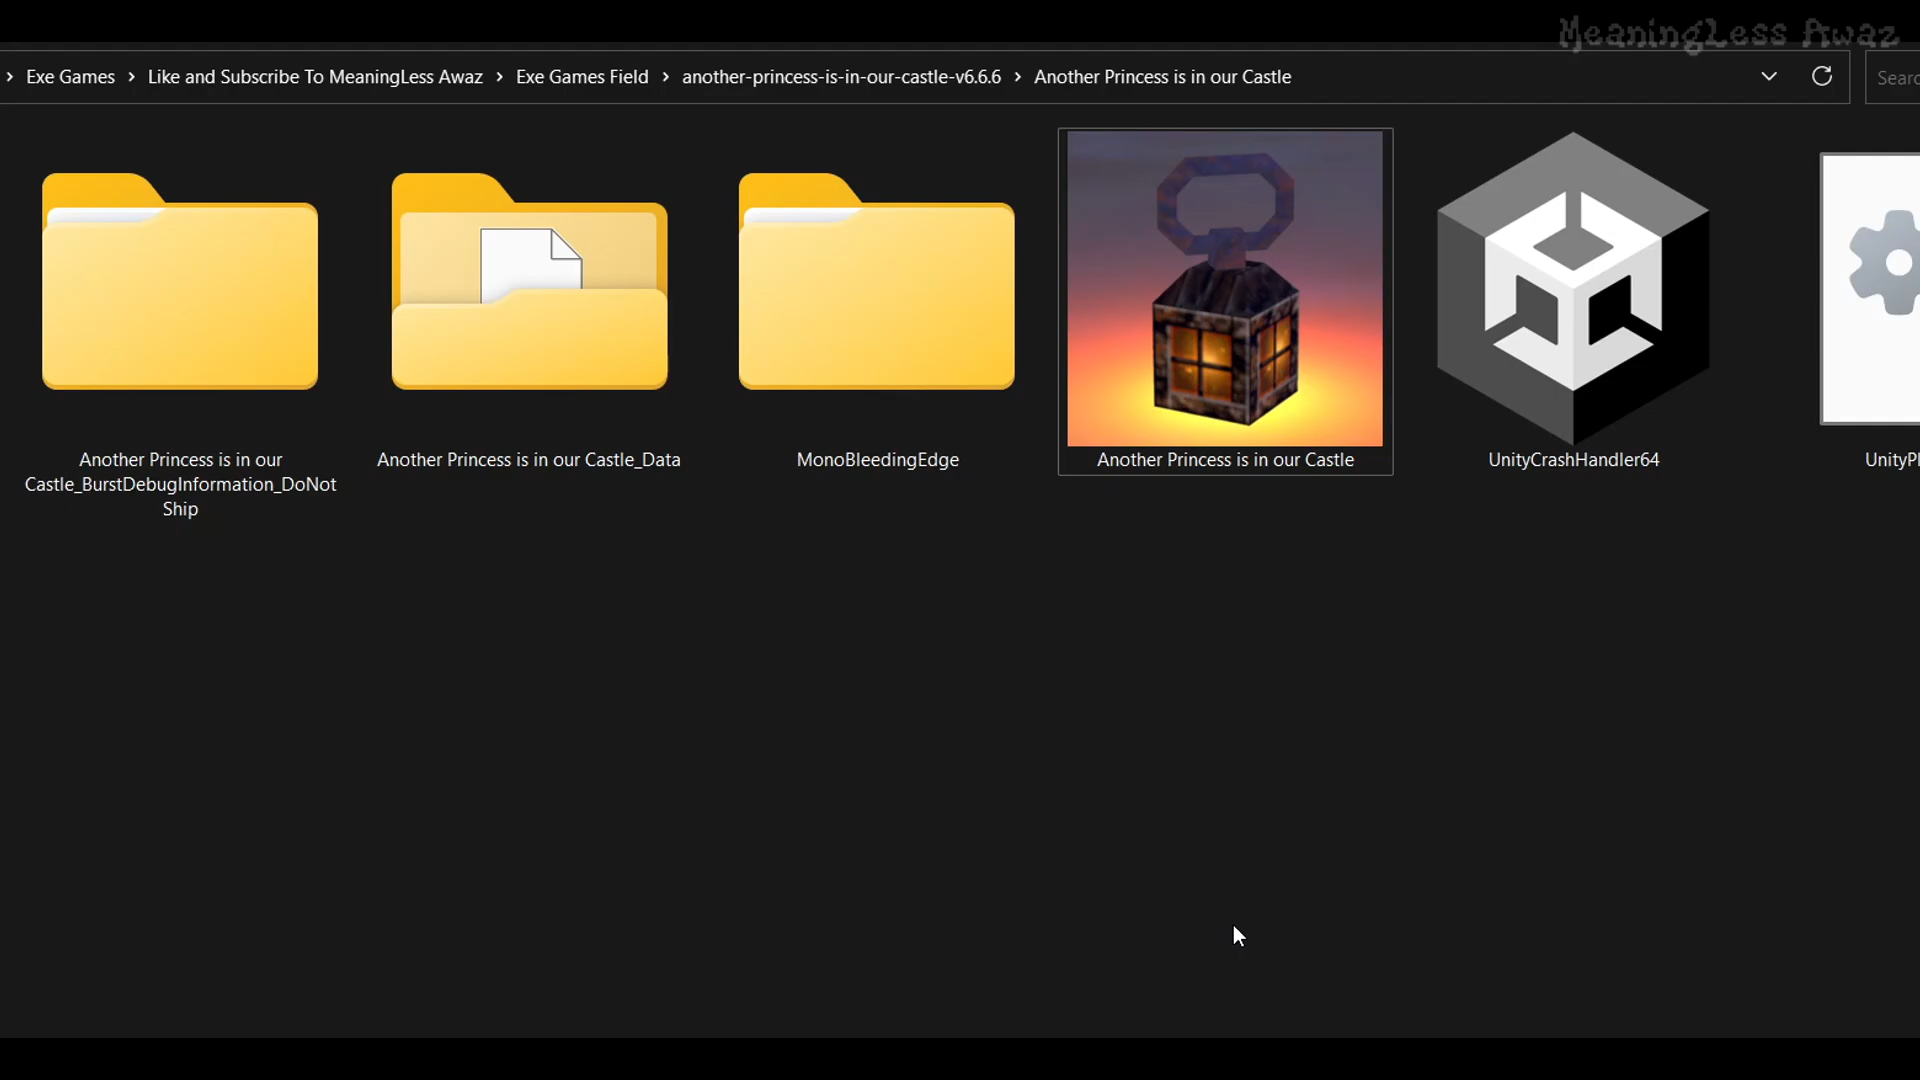 MeaningLess Awaz
Exe Games > Like and Subscribe To MeaningLess Awaz > Exe Games Field > another-princess-is-in-our-castle-v6.6.6 > Another Princess is in our Castle
Another Princess is in our
Castle_BurstDebugInformation_DoNot
Ship
Another Princess is in our Castle_Data
MonoBleedingEdge
Another Princess is in our Castle
UnityCrashHandler64